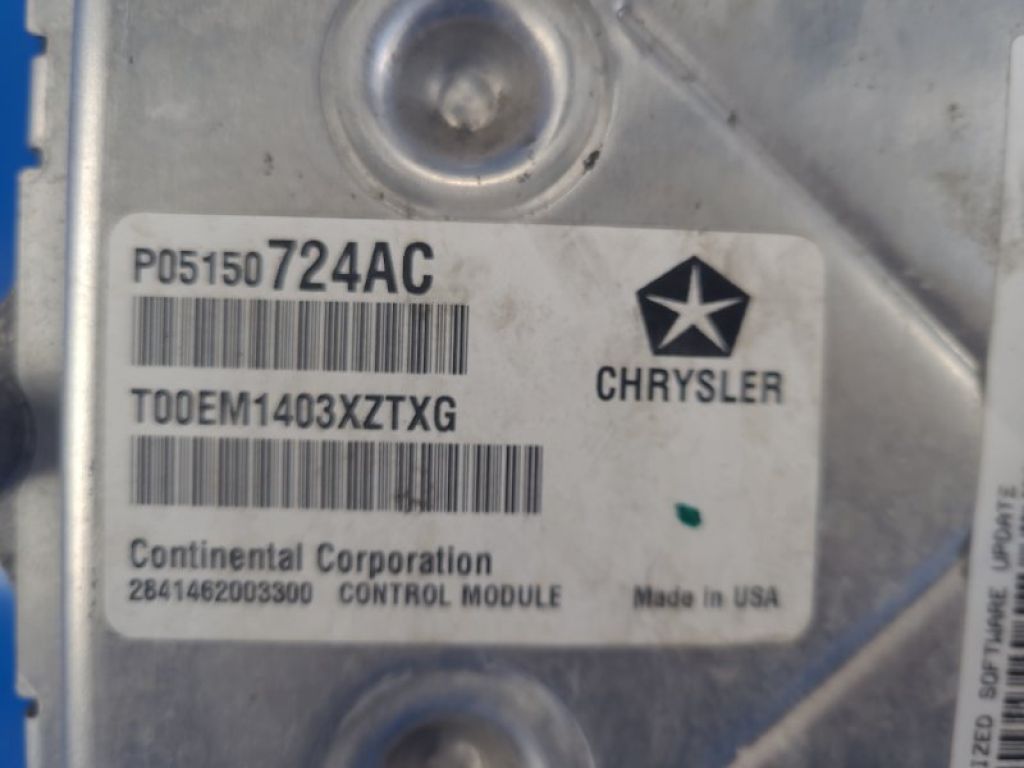 P05150724AC
CHRYSLER
T00EM1403XZTXG
Continental Corporation
2841462003300 CONTROL MODULE Made in USA
IZED SOFTWARE UPDATE